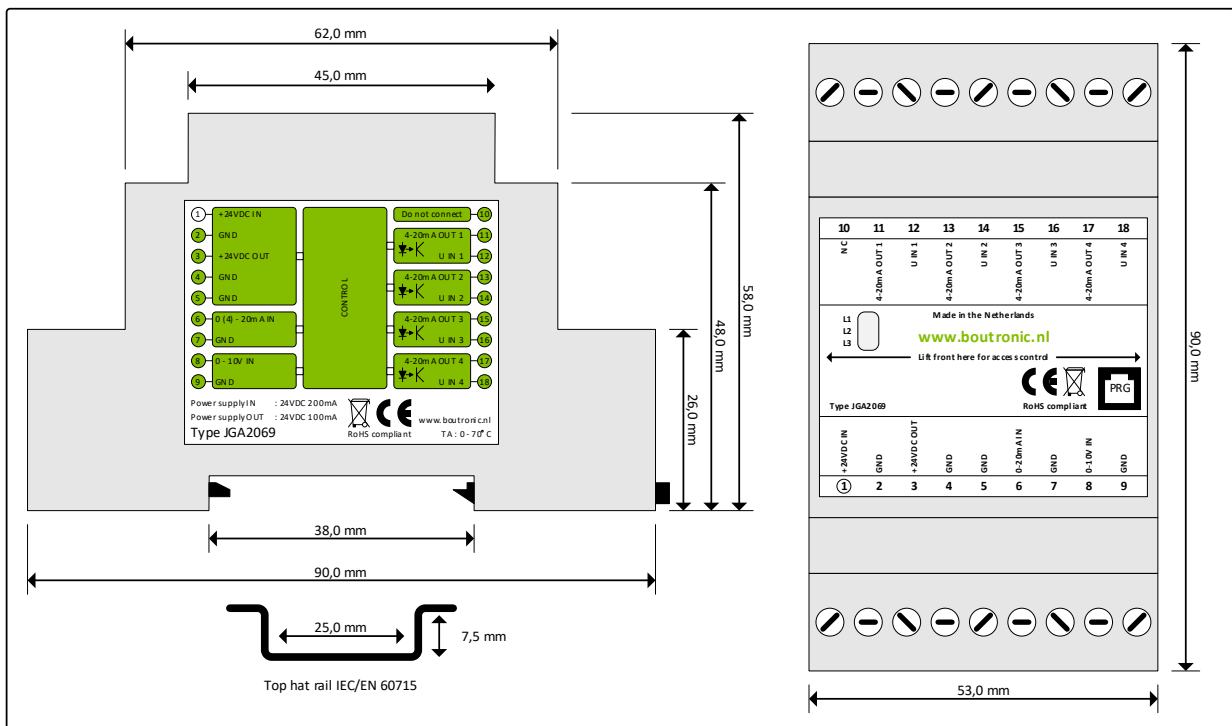 62,0 mm
45,0 mm
1 +24VDC IN
2 GND
3 +24VDC OUT
4 GND
5 GND
6 0 (4) - 20mA IN
7 GND
8 0 - 10V IN
9 GND
CONTROL
Do not connect 10
4-20mA OUT 1 11
U IN 1 12
4-20mA OUT 2 13
U IN 2 14
4-20mA OUT 3 15
U IN 3 16
4-20mA OUT 4 17
U IN 4 18
Power supply IN : 24VDC 200mA
Power supply OUT : 24VDC 100mA
Type JGA2069
CE
RoHS compliant
www.boutronic.nl
TA : 0 - 70°C
58,0 mm
48,0 mm
26,0 mm
38,0 mm
90,0 mm
25,0 mm
7,5 mm
Top hat rail IEC/EN 60715
10 11 12 13 14 15 16 17 18
NC
4-20mA OUT 1
U IN 1
4-20mA OUT 2
U IN 2
4-20mA OUT 3
U IN 3
4-20mA OUT 4
U IN 4
Made in the Netherlands
L1
L2
L3
www.boutronic.nl
Lift front here for access control
CE
RoHS compliant
PRG
Type JGA2069
+24VDC IN
GND
+24VDC OUT
GND
GND
0-20mA IN
GND
0-10V IN
GND
1 2 3 4 5 6 7 8 9
90,0 mm
53,0 mm